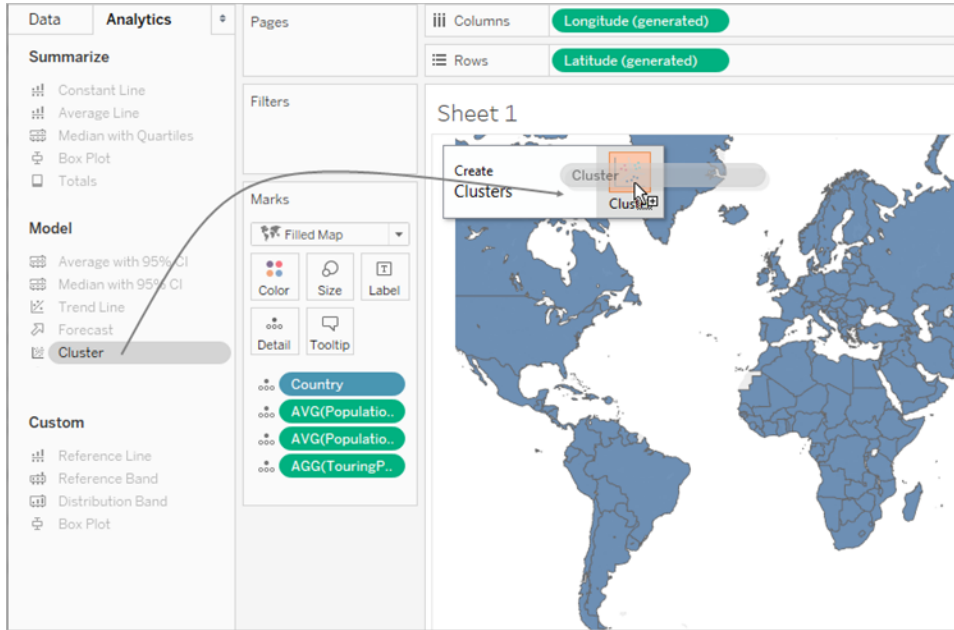 Data
Analytics
Summarize
Constant Line
Average Line
Median with Quartiles
Box Plot
Totals
Model
Average with 95% CI
Median with 95% CI
Trend Line
Forecast
Cluster
Custom
Reference Line
Reference Band
Distribution Band
Box Plot
Pages
Filters
Marks
Filled Map
Color
Size
Label
Detail
Tooltip
Country
AVG(Populatio..
AVG(Populatio..
AGG(TouringP..
Columns
Longitude (generated)
Rows
Latitude (generated)
Sheet 1
Create
Clusters
Cluster
Cluster